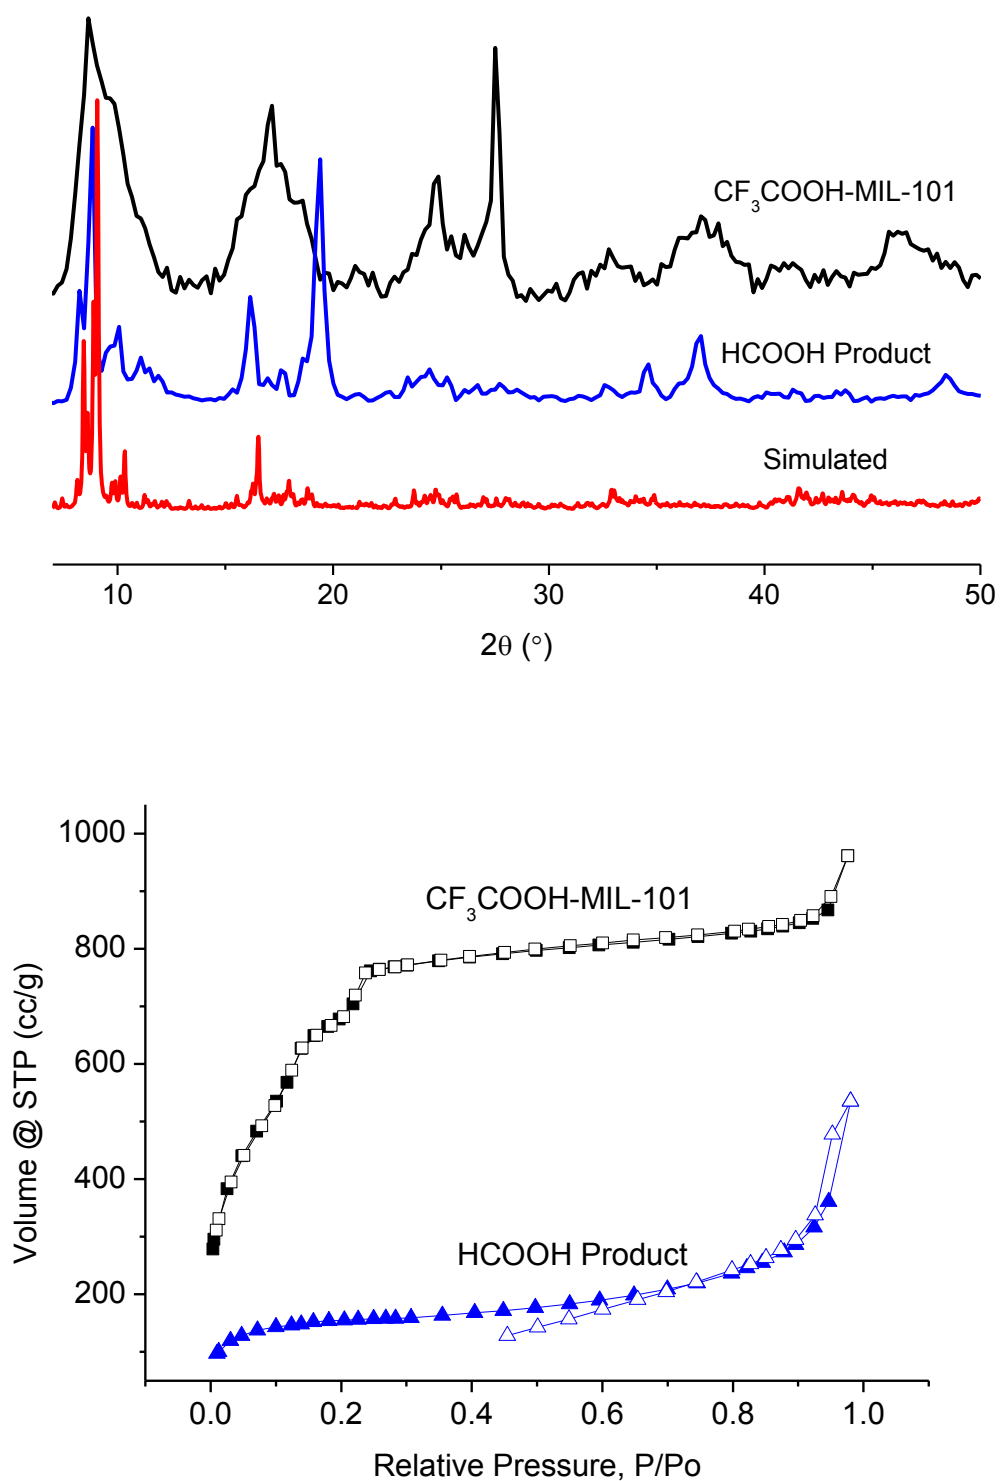 CF₃COOH-MIL-101
HCOOH Product
Simulated
10 20 30 40 50
2θ (°)
1000
CF₃COOH-MIL-101
800
600
400
HCOOH Product
200
Volume @ STP (cc/g)
0.0 0.2 0.4 0.6 0.8 1.0
Relative Pressure, P/Po